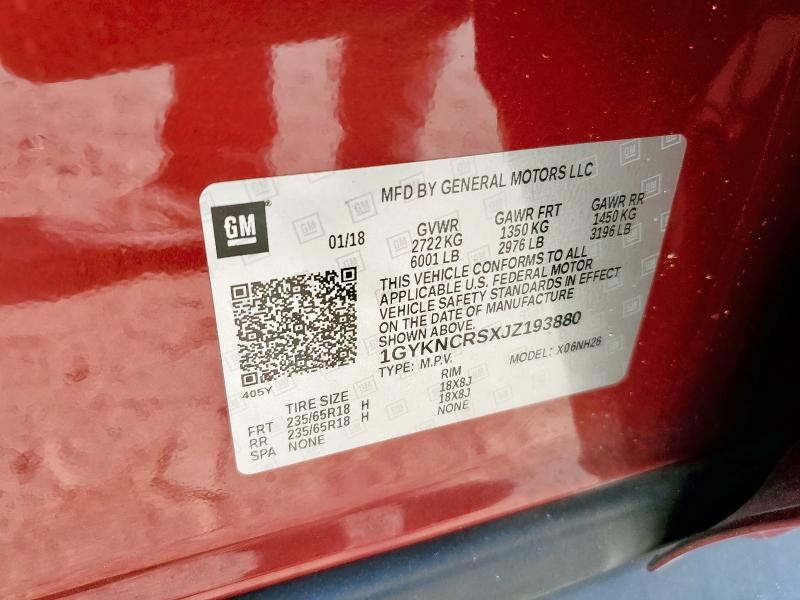 GM
MFD BY GENERAL MOTORS LLC
01/18
GVWR GAWR FRT GAWR RR
2722 KG 1350 KG 1450 KG
6001 LB 2976 LB 3196 LB
THIS VEHICLE CONFORMS TO ALL
APPLICABLE U.S. FEDERAL MOTOR
VEHICLE SAFETY STANDARDS IN EFFECT
ON THE DATE OF MANUFACTURE
SHOWN ABOVE.
1GYKNCRSXJZ193880
TYPE: M.P.V. MODEL: X06NH26
405Y
TIRE SIZE RIM
FRT 235/65R18 H 18X8J
RR 235/65R18 H 18X8J
SPA NONE NONE